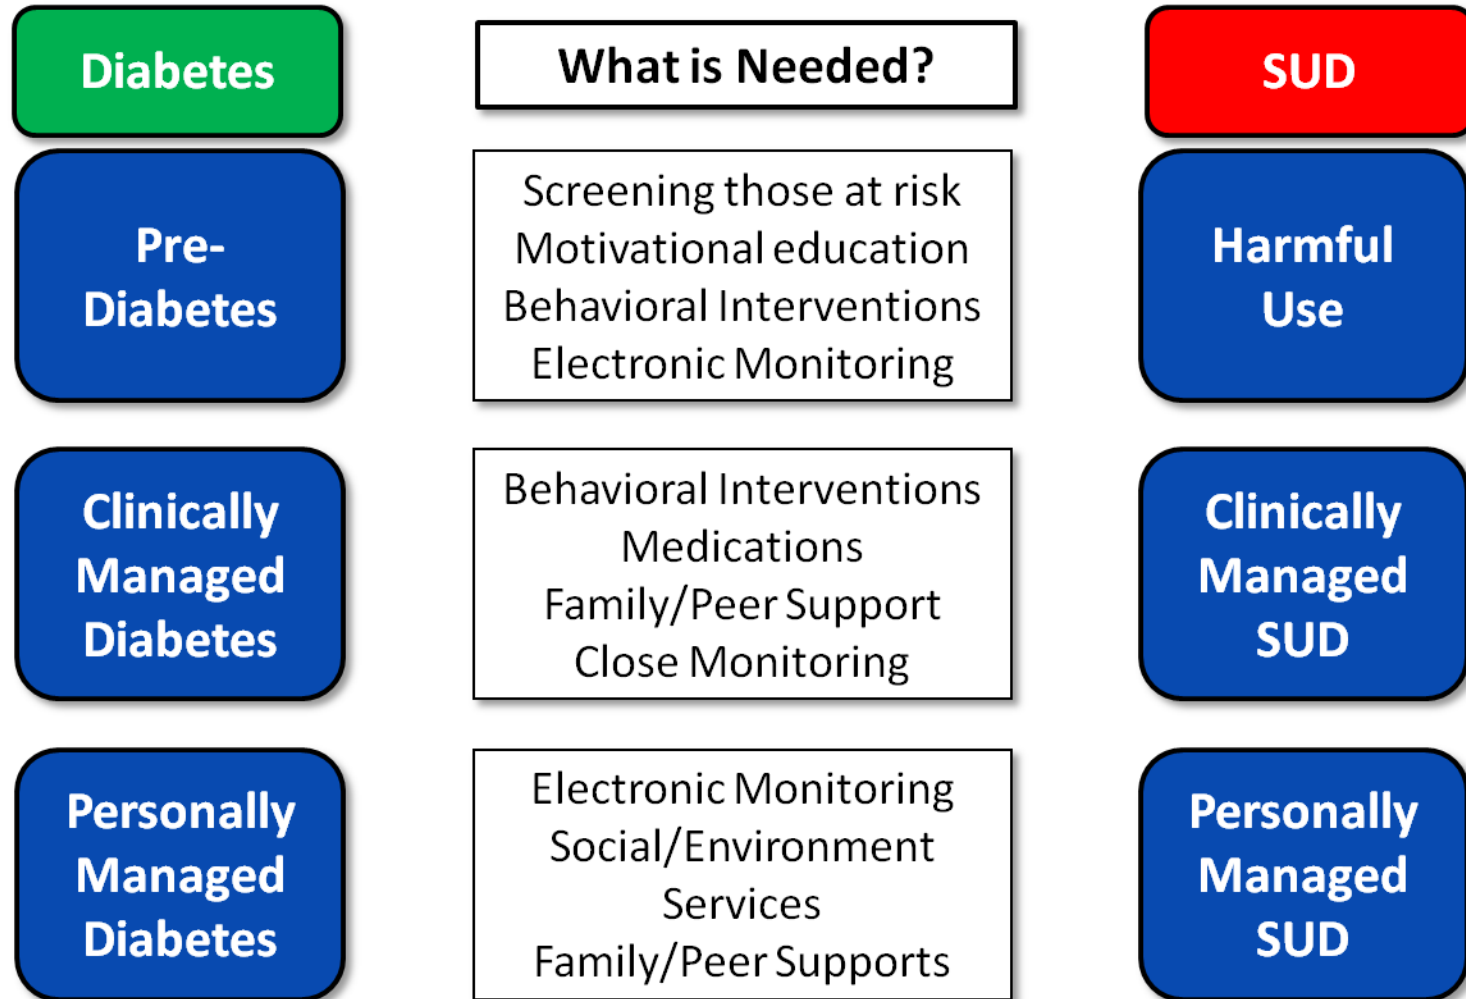 Diabetes
What is Needed?
SUD
Pre-
Diabetes
Screening those at risk
Motivational education
Behavioral Interventions
Electronic Monitoring
Harmful
Use
Clinically
Managed
Diabetes
Behavioral Interventions
Medications
Family/Peer Support
Close Monitoring
Clinically
Managed
SUD
Personally
Managed
Diabetes
Electronic Monitoring
Social/Environment
Services
Family/Peer Supports
Personally
Managed
SUD